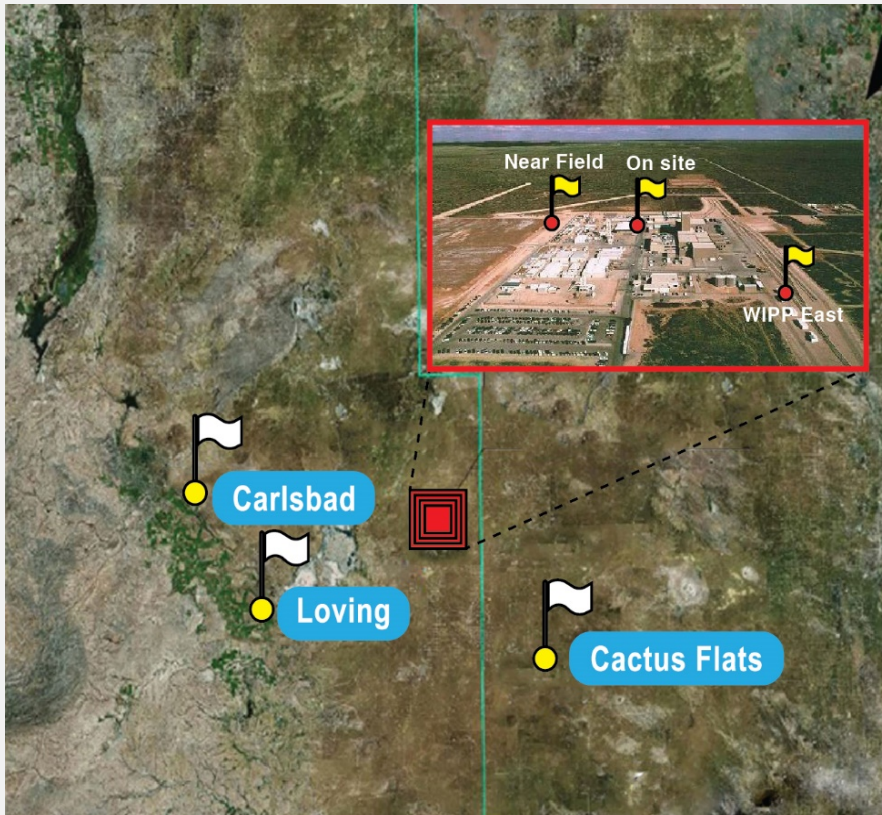 Near Field
On site
WIPP East
Carlsbad
Loving
Cactus Flats